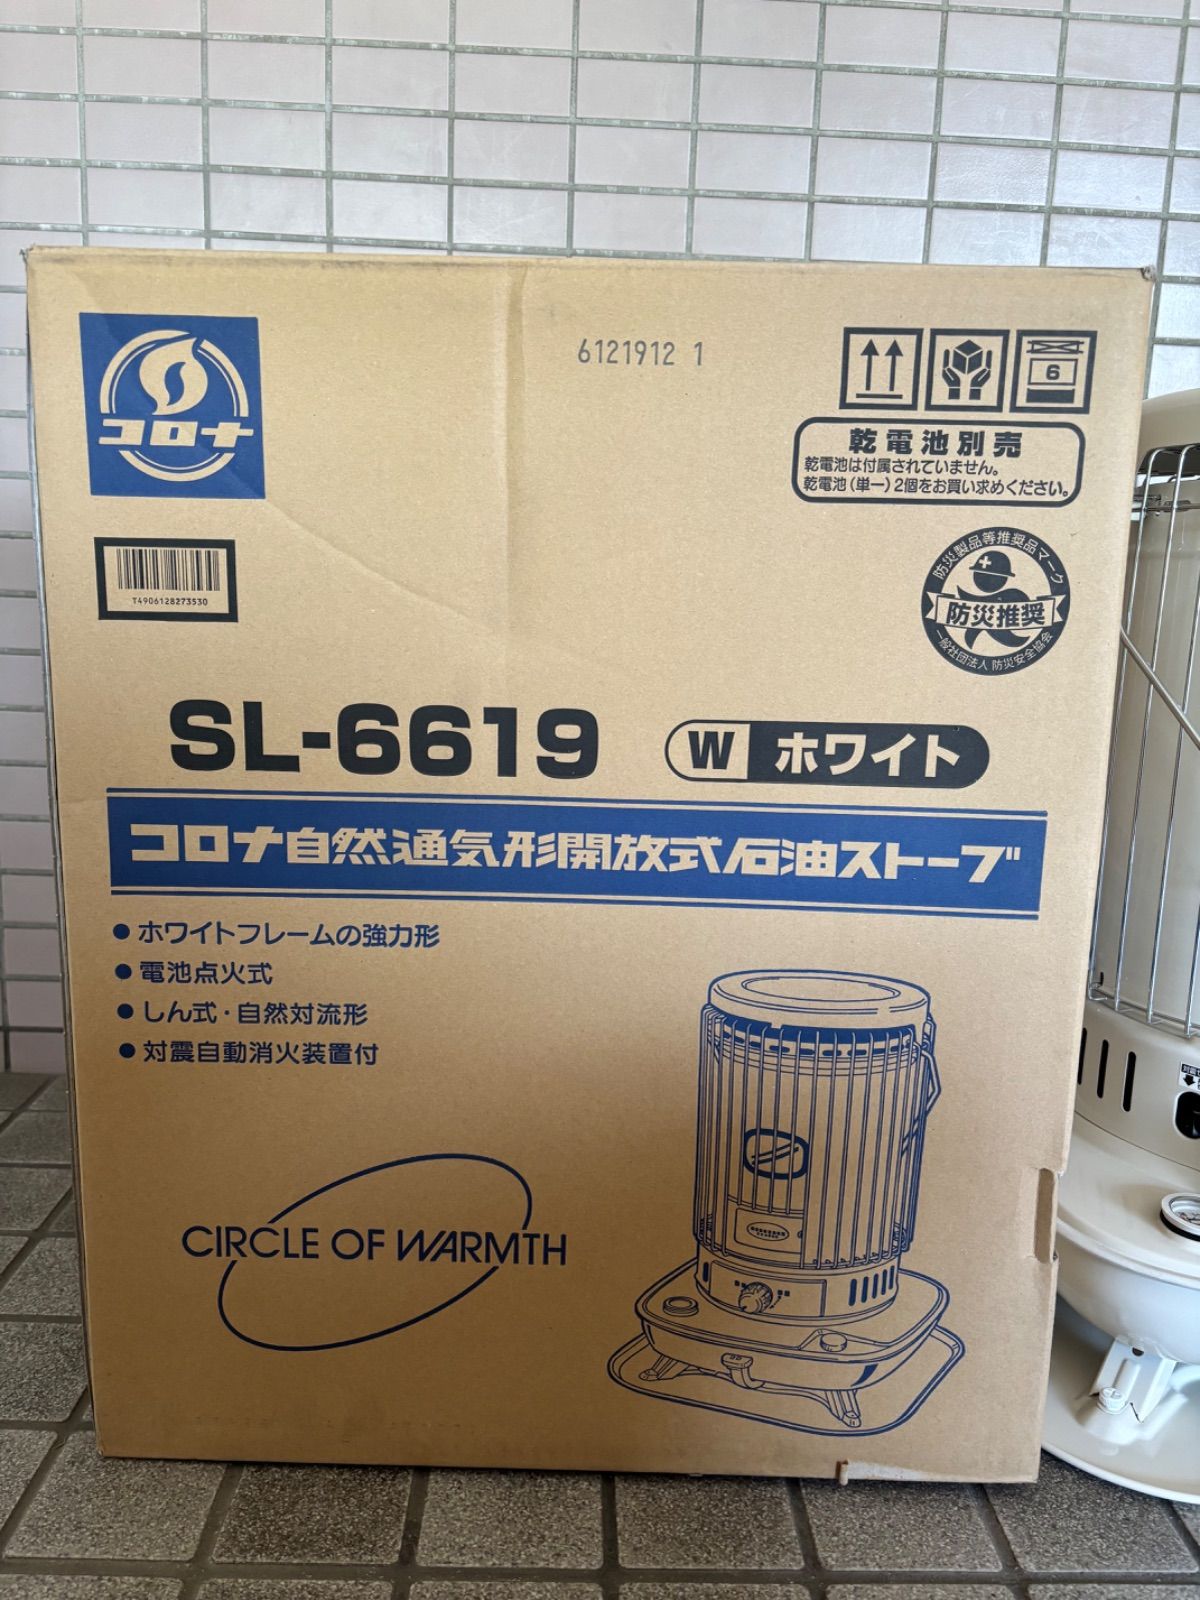 コロナ
6121912 1
6
乾電池別売
乾電池は付属されていません。
乾電池(単一)2個をお買い求めください。
T4906128273530
防災製品等推奨品マーク
防災推奨
一般社団法人 防災安全協会
SL-6619
W ホワイト
コロナ自然通気形開放式石油ストーブ
●ホワイトフレームの強力形
●電池点火式
●しん式・自然対流形
●対震自動消火装置付
CIRCLE OF WARMTH